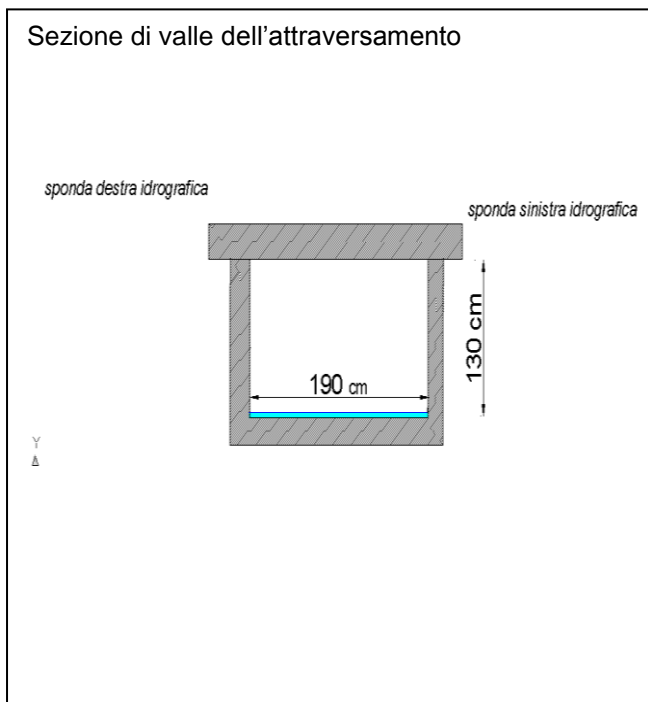 Sezione di valle dell’attraversamento
sponda destra idrografica
sponda sinistra idrografica
190 cm
130 cm
Y